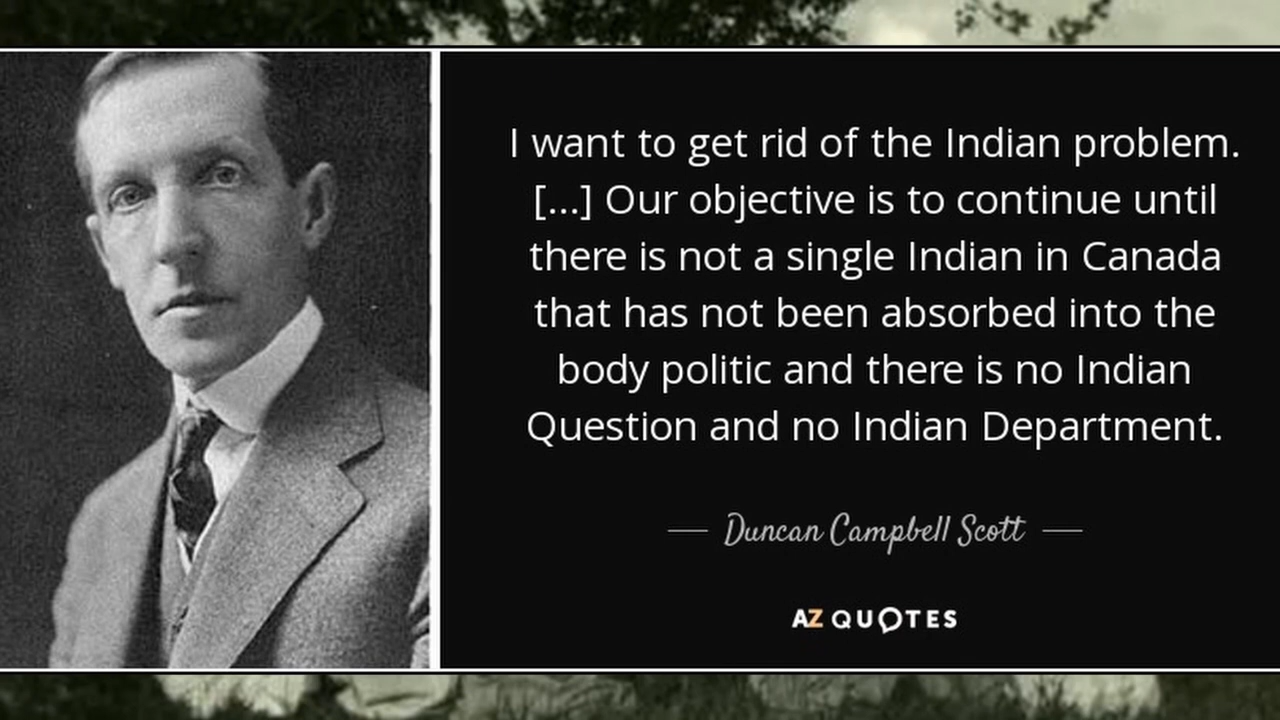 I want to get rid of the Indian problem.
[...] Our objective is to continue until
there is not a single Indian in Canada
that has not been absorbed into the
body politic and there is no Indian
Question and no Indian Department.
Duncan Campbell Scott
AZ QUOTES